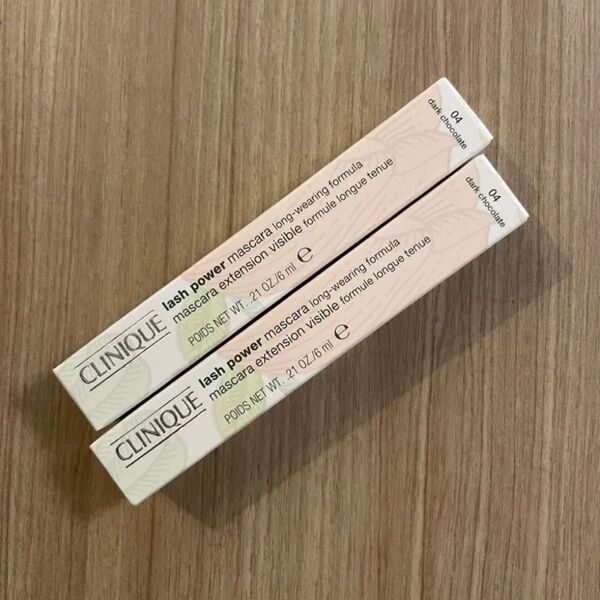 CLINIQUE
lash power mascara long-wearing formula
mascara extension visible formule longue tenue
POIDS NET WT. .21 OZ/6 ml e
04
dark chocolate
CLINIQUE
lash power mascara long-wearing formula
mascara extension visible formule longue tenue
POIDS NET WT. .21 OZ/6 ml e
04
dark chocolate